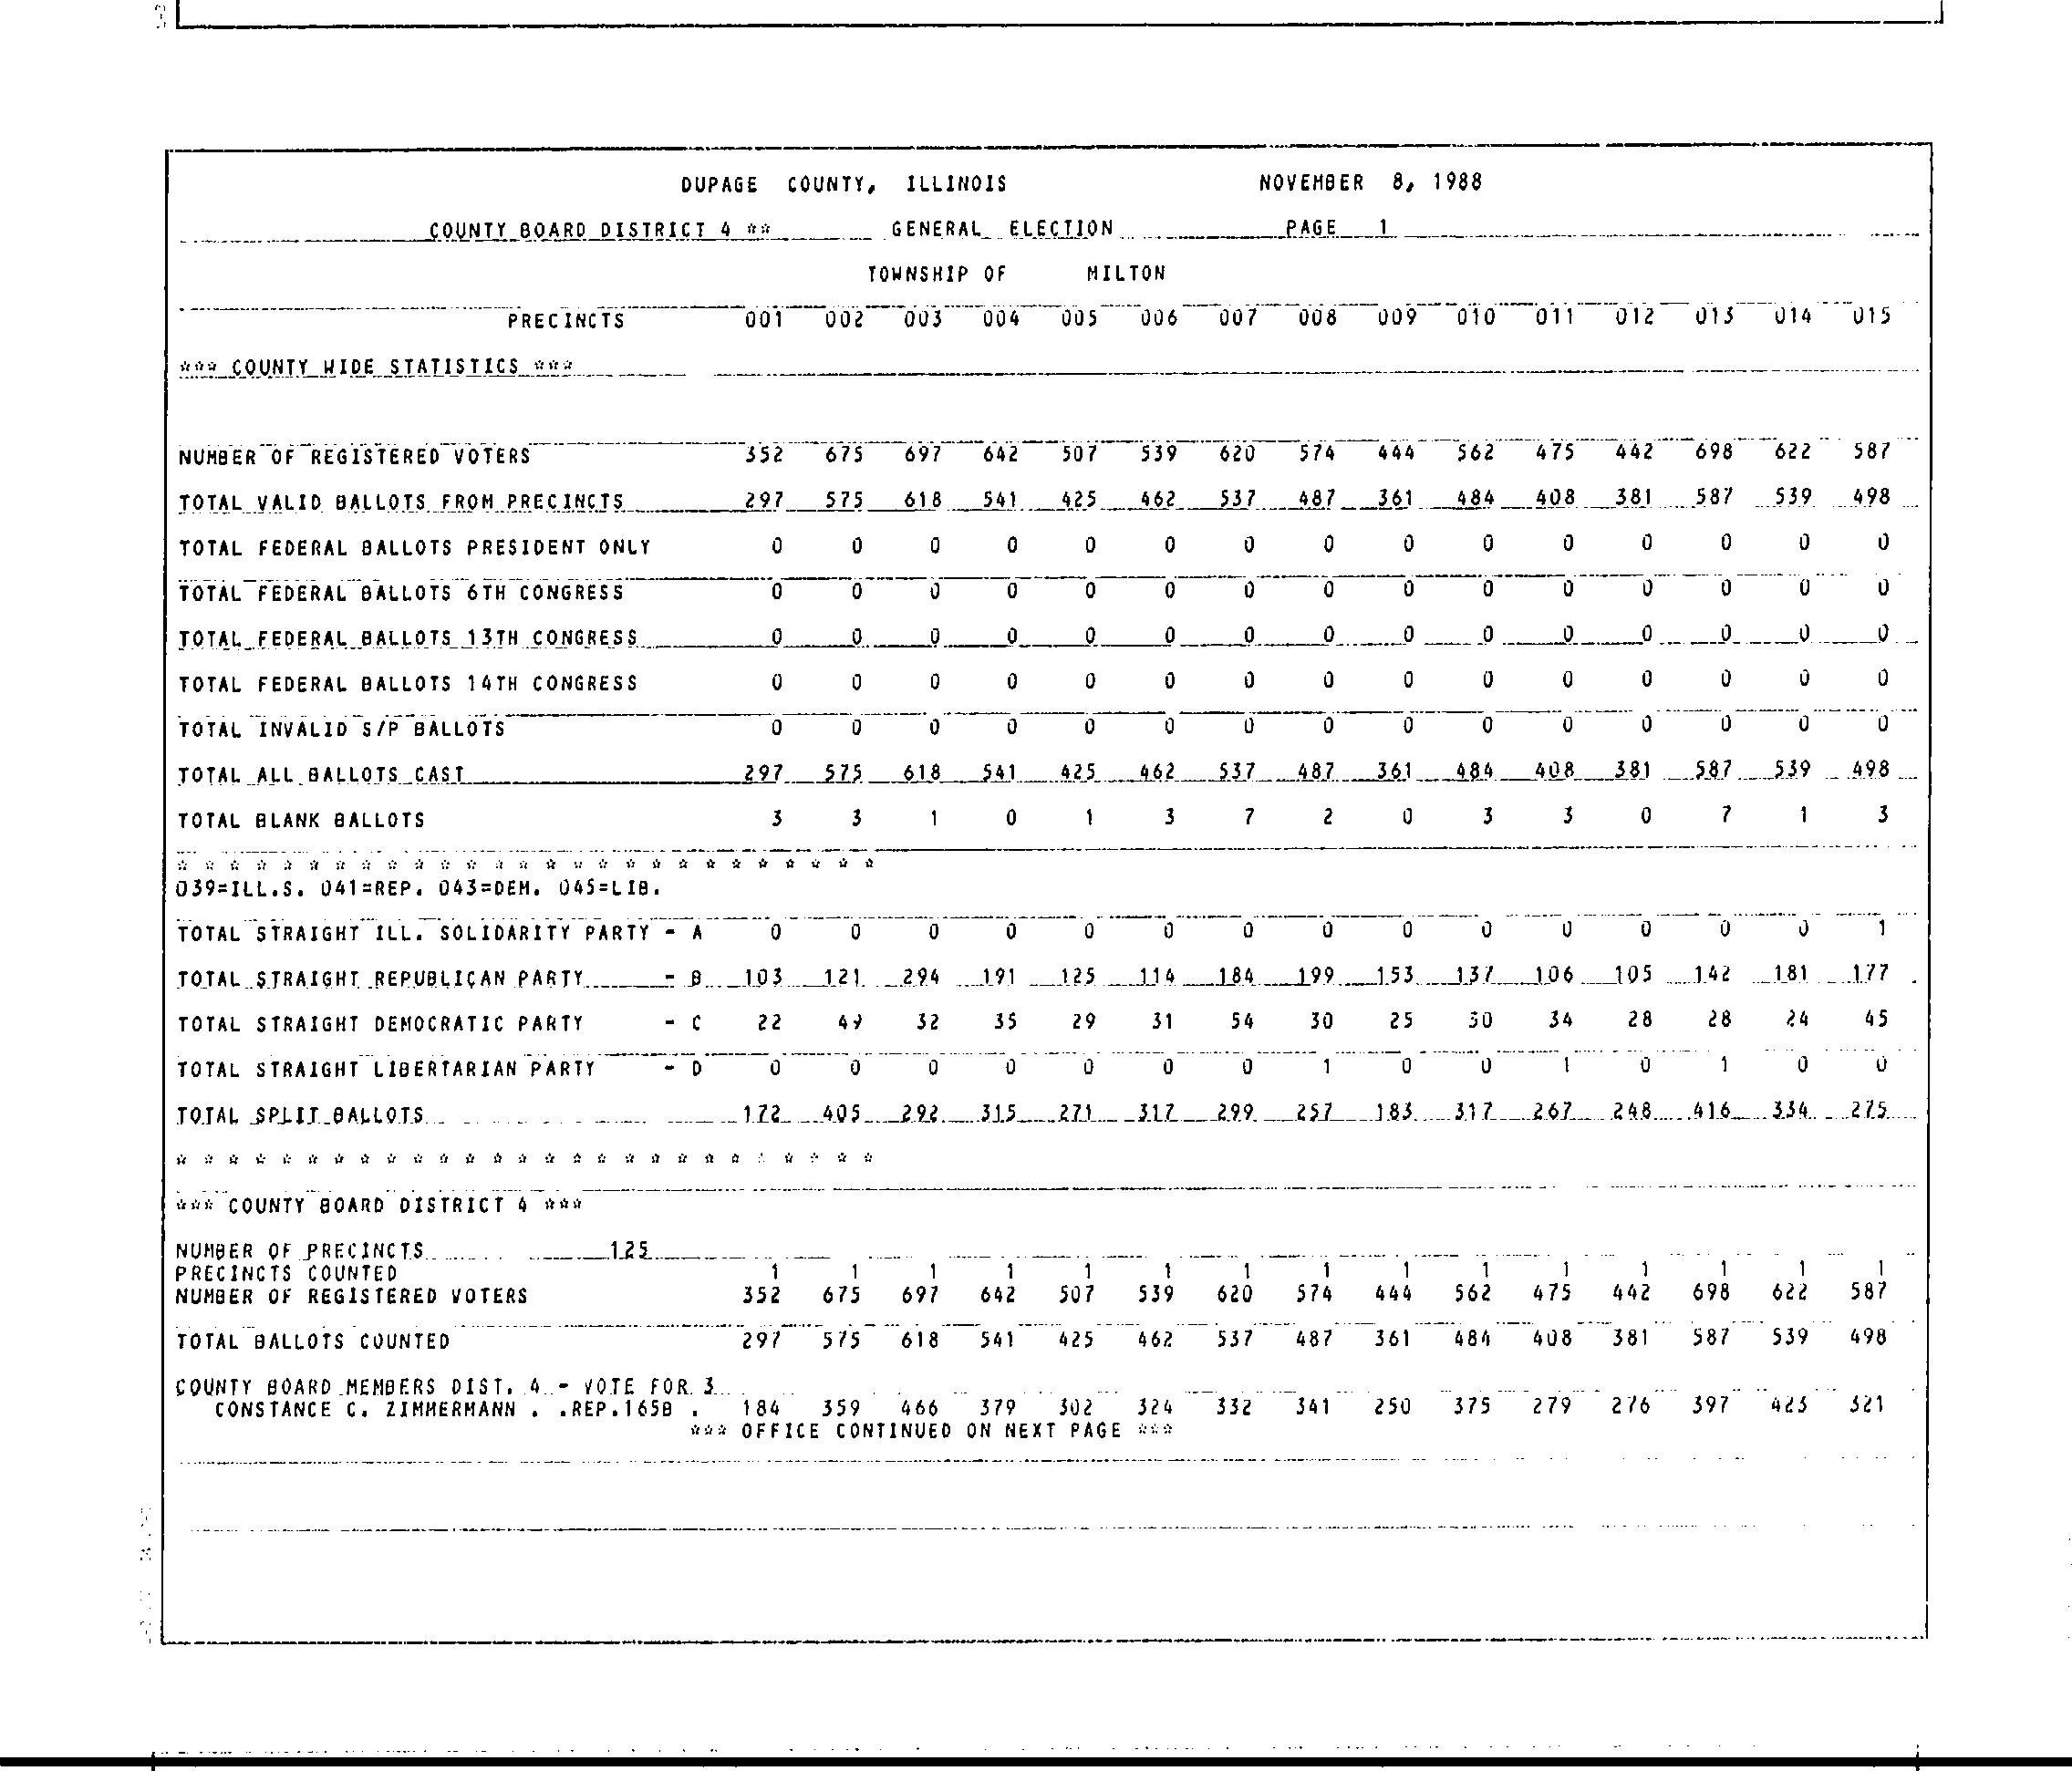 DUPAGE COUNTY, ILLINOIS NOVEMBER 8, 1988
COUNTY BOARD DISTRICT 4 ** GENERAL ELECTION PAGE 1
TOWNSHIP OF MILTON
PRECINCTS 001 002 003 004 005 006 007 008 009 010 011 012 013 014 015
*** COUNTY WIDE STATISTICS ***
NUMBER OF REGISTERED VOTERS 352 675 697 642 507 539 620 574 444 562 475 442 698 622 587
TOTAL VALID BALLOTS FROM PRECINCTS 297 575 618 541 425 462 537 487 361 484 408 381 587 539 498
TOTAL FEDERAL BALLOTS PRESIDENT ONLY 0 0 0 0 0 0 0 0 0 0 0 0 0 0 0
TOTAL FEDERAL BALLOTS 6TH CONGRESS 0 0 0 0 0 0 0 0 0 0 0 0 0 0 0
TOTAL FEDERAL BALLOTS 13TH CONGRESS 0 0 0 0 0 0 0 0 0 0 0 0 0 0 0
TOTAL FEDERAL BALLOTS 14TH CONGRESS 0 0 0 0 0 0 0 0 0 0 0 0 0 0 0
TOTAL INVALID S/P BALLOTS 0 0 0 0 0 0 0 0 0 0 0 0 0 0 0
TOTAL ALL BALLOTS CAST 297 575 618 541 425 462 537 487 361 484 408 381 587 539 498
TOTAL BLANK BALLOTS 3 3 1 0 1 3 7 2 0 3 3 0 7 1 3
* * * * * * * * * * * * * * * * * * * * * * * * * * *
039=ILL.S. 041=REP. 043=DEM. 045=LIB.
TOTAL STRAIGHT ILL. SOLIDARITY PARTY - A 0 0 0 0 0 0 0 0 0 0 0 0 0 0 1
TOTAL STRAIGHT REPUBLICAN PARTY - B 103 121 294 191 125 114 184 199 153 137 106 105 142 181 177
TOTAL STRAIGHT DEMOCRATIC PARTY - C 22 49 32 35 29 31 54 30 25 30 34 28 28 24 45
TOTAL STRAIGHT LIBERTARIAN PARTY - D 0 0 0 0 0 0 0 1 0 0 1 0 1 0 0
TOTAL SPLIT BALLOTS 172 405 292 315 271 317 299 257 183 317 267 248 416 334 275
* * * * * * * * * * * * * * * * * * * * * * * * * * *
*** COUNTY BOARD DISTRICT 4 ***
NUMBER OF PRECINCTS 125
PRECINCTS COUNTED 1 1 1 1 1 1 1 1 1 1 1 1 1 1 1
NUMBER OF REGISTERED VOTERS 352 675 697 642 507 539 620 574 444 562 475 442 698 622 587
TOTAL BALLOTS COUNTED 297 575 618 541 425 462 537 487 361 484 408 381 587 539 498
COUNTY BOARD MEMBERS DIST. 4 - VOTE FOR 3
CONSTANCE C. ZIMMERMANN . .REP.165B . 184 359 466 379 302 324 332 341 250 375 279 276 397 423 321
*** OFFICE CONTINUED ON NEXT PAGE ***